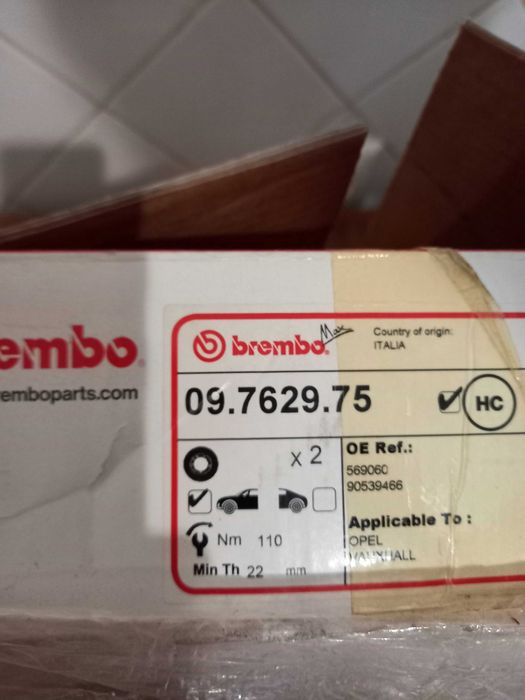 embo
emboparts.com
brembo. Max
Country of origin:
ITALIA
09.7629.75
HC
x 2
OE Ref.:
569060
90539466
Nm 110
Applicable To :
OPEL
VAUXHALL
Min Th 22 mm